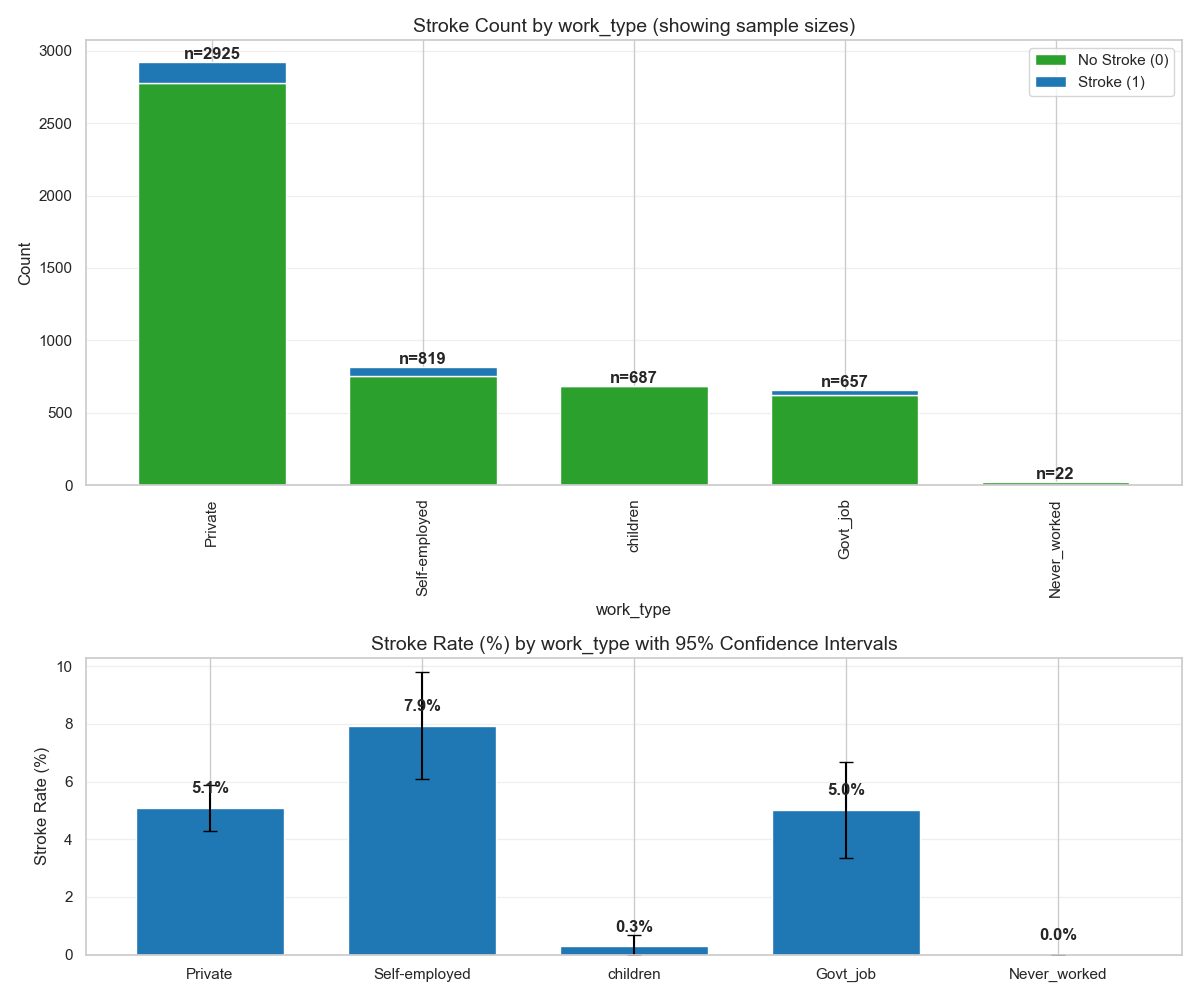 Stroke Count by work_type (showing sample sizes)
3000
2500
2000
1500
1000
500
0
Count
n=2925
n=819
n=687
n=657
n=22
No Stroke (0)
Stroke (1)
Private
Self-employed
children
Govt_job
Never_worked
work_type
Stroke Rate (%) by work_type with 95% Confidence Intervals
10
8
6
4
2
0
Stroke Rate (%)
5.1%
7.9%
0.3%
5.0%
0.0%
Private
Self-employed
children
Govt_job
Never_worked